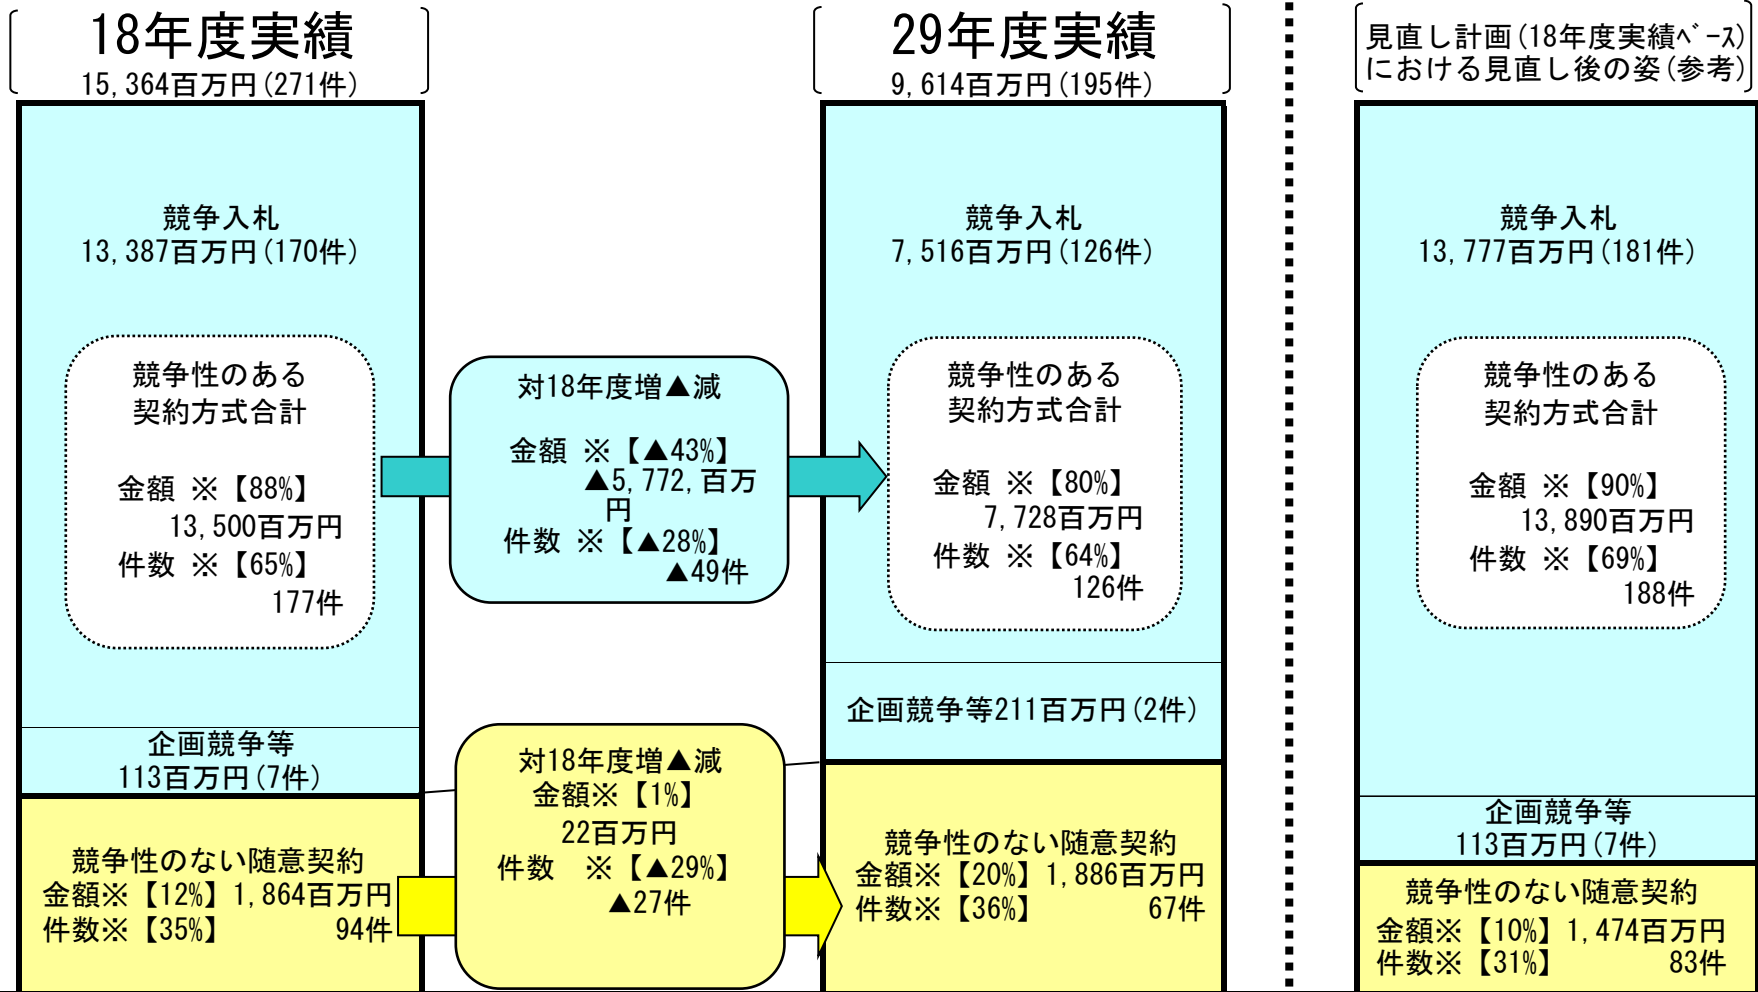 18年度実績
15,364百万円(271件)
競争入札
13,387百万円(170件)
競争性のある
契約方式合計
金額 ※【88%】
13,500百万円
件数 ※【65%】
177件
企画競争等
113百万円(7件)
競争性のない随意契約
金額※【12%】1,864百万円
件数※【35%】 94件
対18年度増▲減
金額 ※【▲43%】
▲5,772,百万
円
件数 ※【▲28%】
▲49件
対18年度増▲減
金額※【1%】
22百万円
件数 ※【▲29%】
▲27件
29年度実績
9,614百万円(195件)
競争入札
7,516百万円(126件)
競争性のある
契約方式合計
金額 ※【80%】
7,728百万円
件数 ※【64%】
126件
企画競争等211百万円(2件)
競争性のない随意契約
金額※【20%】1,886百万円
件数※【36%】 67件
見直し計画(18年度実績ﾍﾞｰｽ)
における見直し後の姿(参考)
競争入札
13,777百万円(181件)
競争性のある
契約方式合計
金額 ※【90%】
13,890百万円
件数 ※【69%】
188件
企画競争等
113百万円(7件)
競争性のない随意契約
金額※【10%】1,474百万円
件数※【31%】 83件